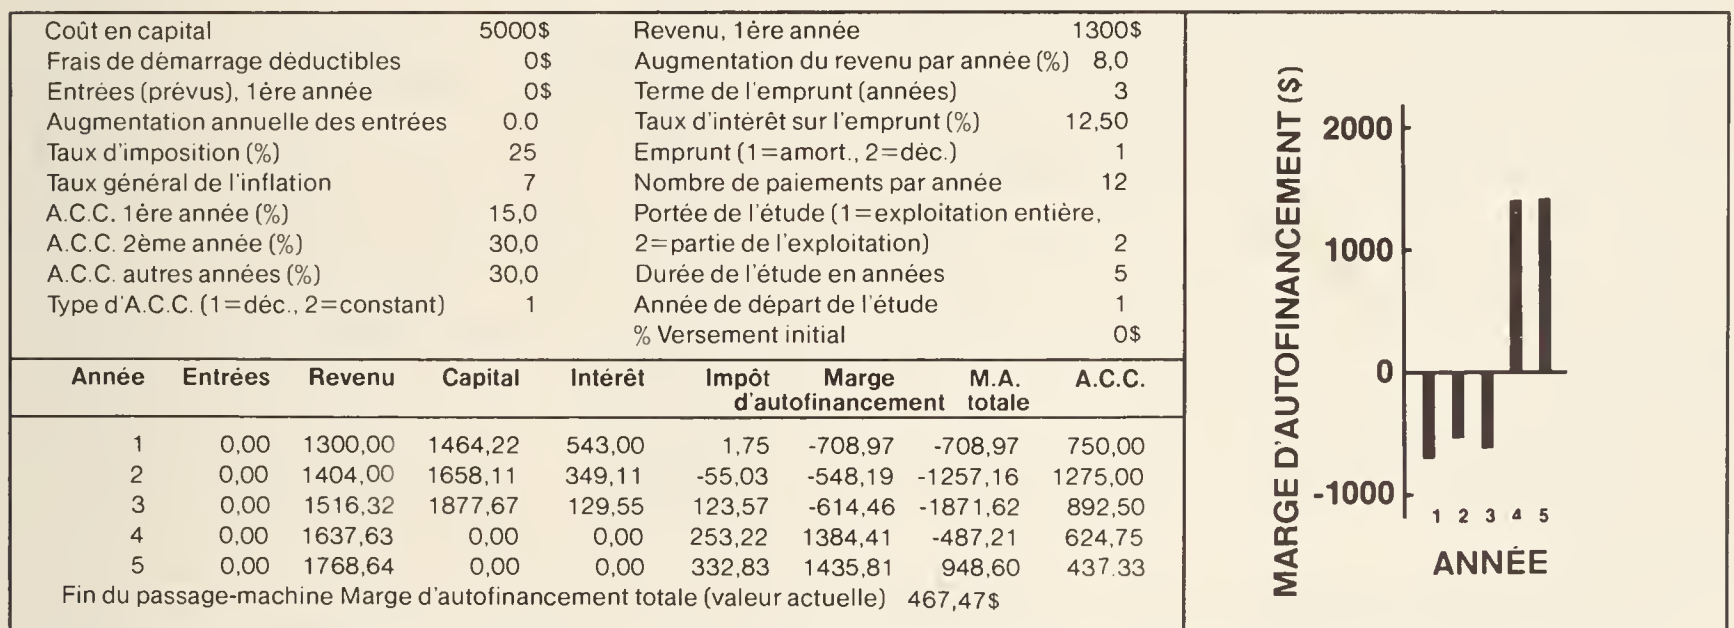 Coût en capital 5000$
Frais de démarrage déductibles 0$
Entrées (prévus), 1ère année 0$
Augmentation annuelle des entrées 0.0
Taux d'imposition (%) 25
Taux général de l'inflation 7
A.C.C. 1ère année (%) 15,0
A.C.C. 2ème année (%) 30,0
A.C.C. autres années (%) 30,0
Type d'A.C.C. (1=déc., 2=constant) 1
Revenu, 1ère année 1300$
Augmentation du revenu par année (%) 8,0
Terme de l'emprunt (années) 3
Taux d'intérêt sur l'emprunt (%) 12,50
Emprunt (1=amort., 2=déc.) 1
Nombre de paiements par année 12
Portée de l'étude (1=exploitation entière,
2=partie de l'exploitation) 2
Durée de l'étude en années 5
Année de départ de l'étude 1
% Versement initial 0$
Année Entrées Revenu Capital Intérêt Impôt Marge M.A. A.C.C.
d'autofinancement totale
1 0,00 1300,00 1464,22 543,00 1,75 -708,97 -708,97 750,00
2 0,00 1404,00 1658,11 349,11 -55,03 -548,19 -1257,16 1275,00
3 0,00 1516,32 1877,67 129,55 123,57 -614,46 -1871,62 892,50
4 0,00 1637,63 0,00 0,00 253,22 1384,41 -487,21 624,75
5 0,00 1768,64 0,00 0,00 332,83 1435,81 948,60 437.33
Fin du passage-machine Marge d'autofinancement totale (valeur actuelle) 467,47$
MARGE D'AUTOFINANCEMENT ($)
2000
1000
0
-1000
1 2 3 4 5
ANNÉE